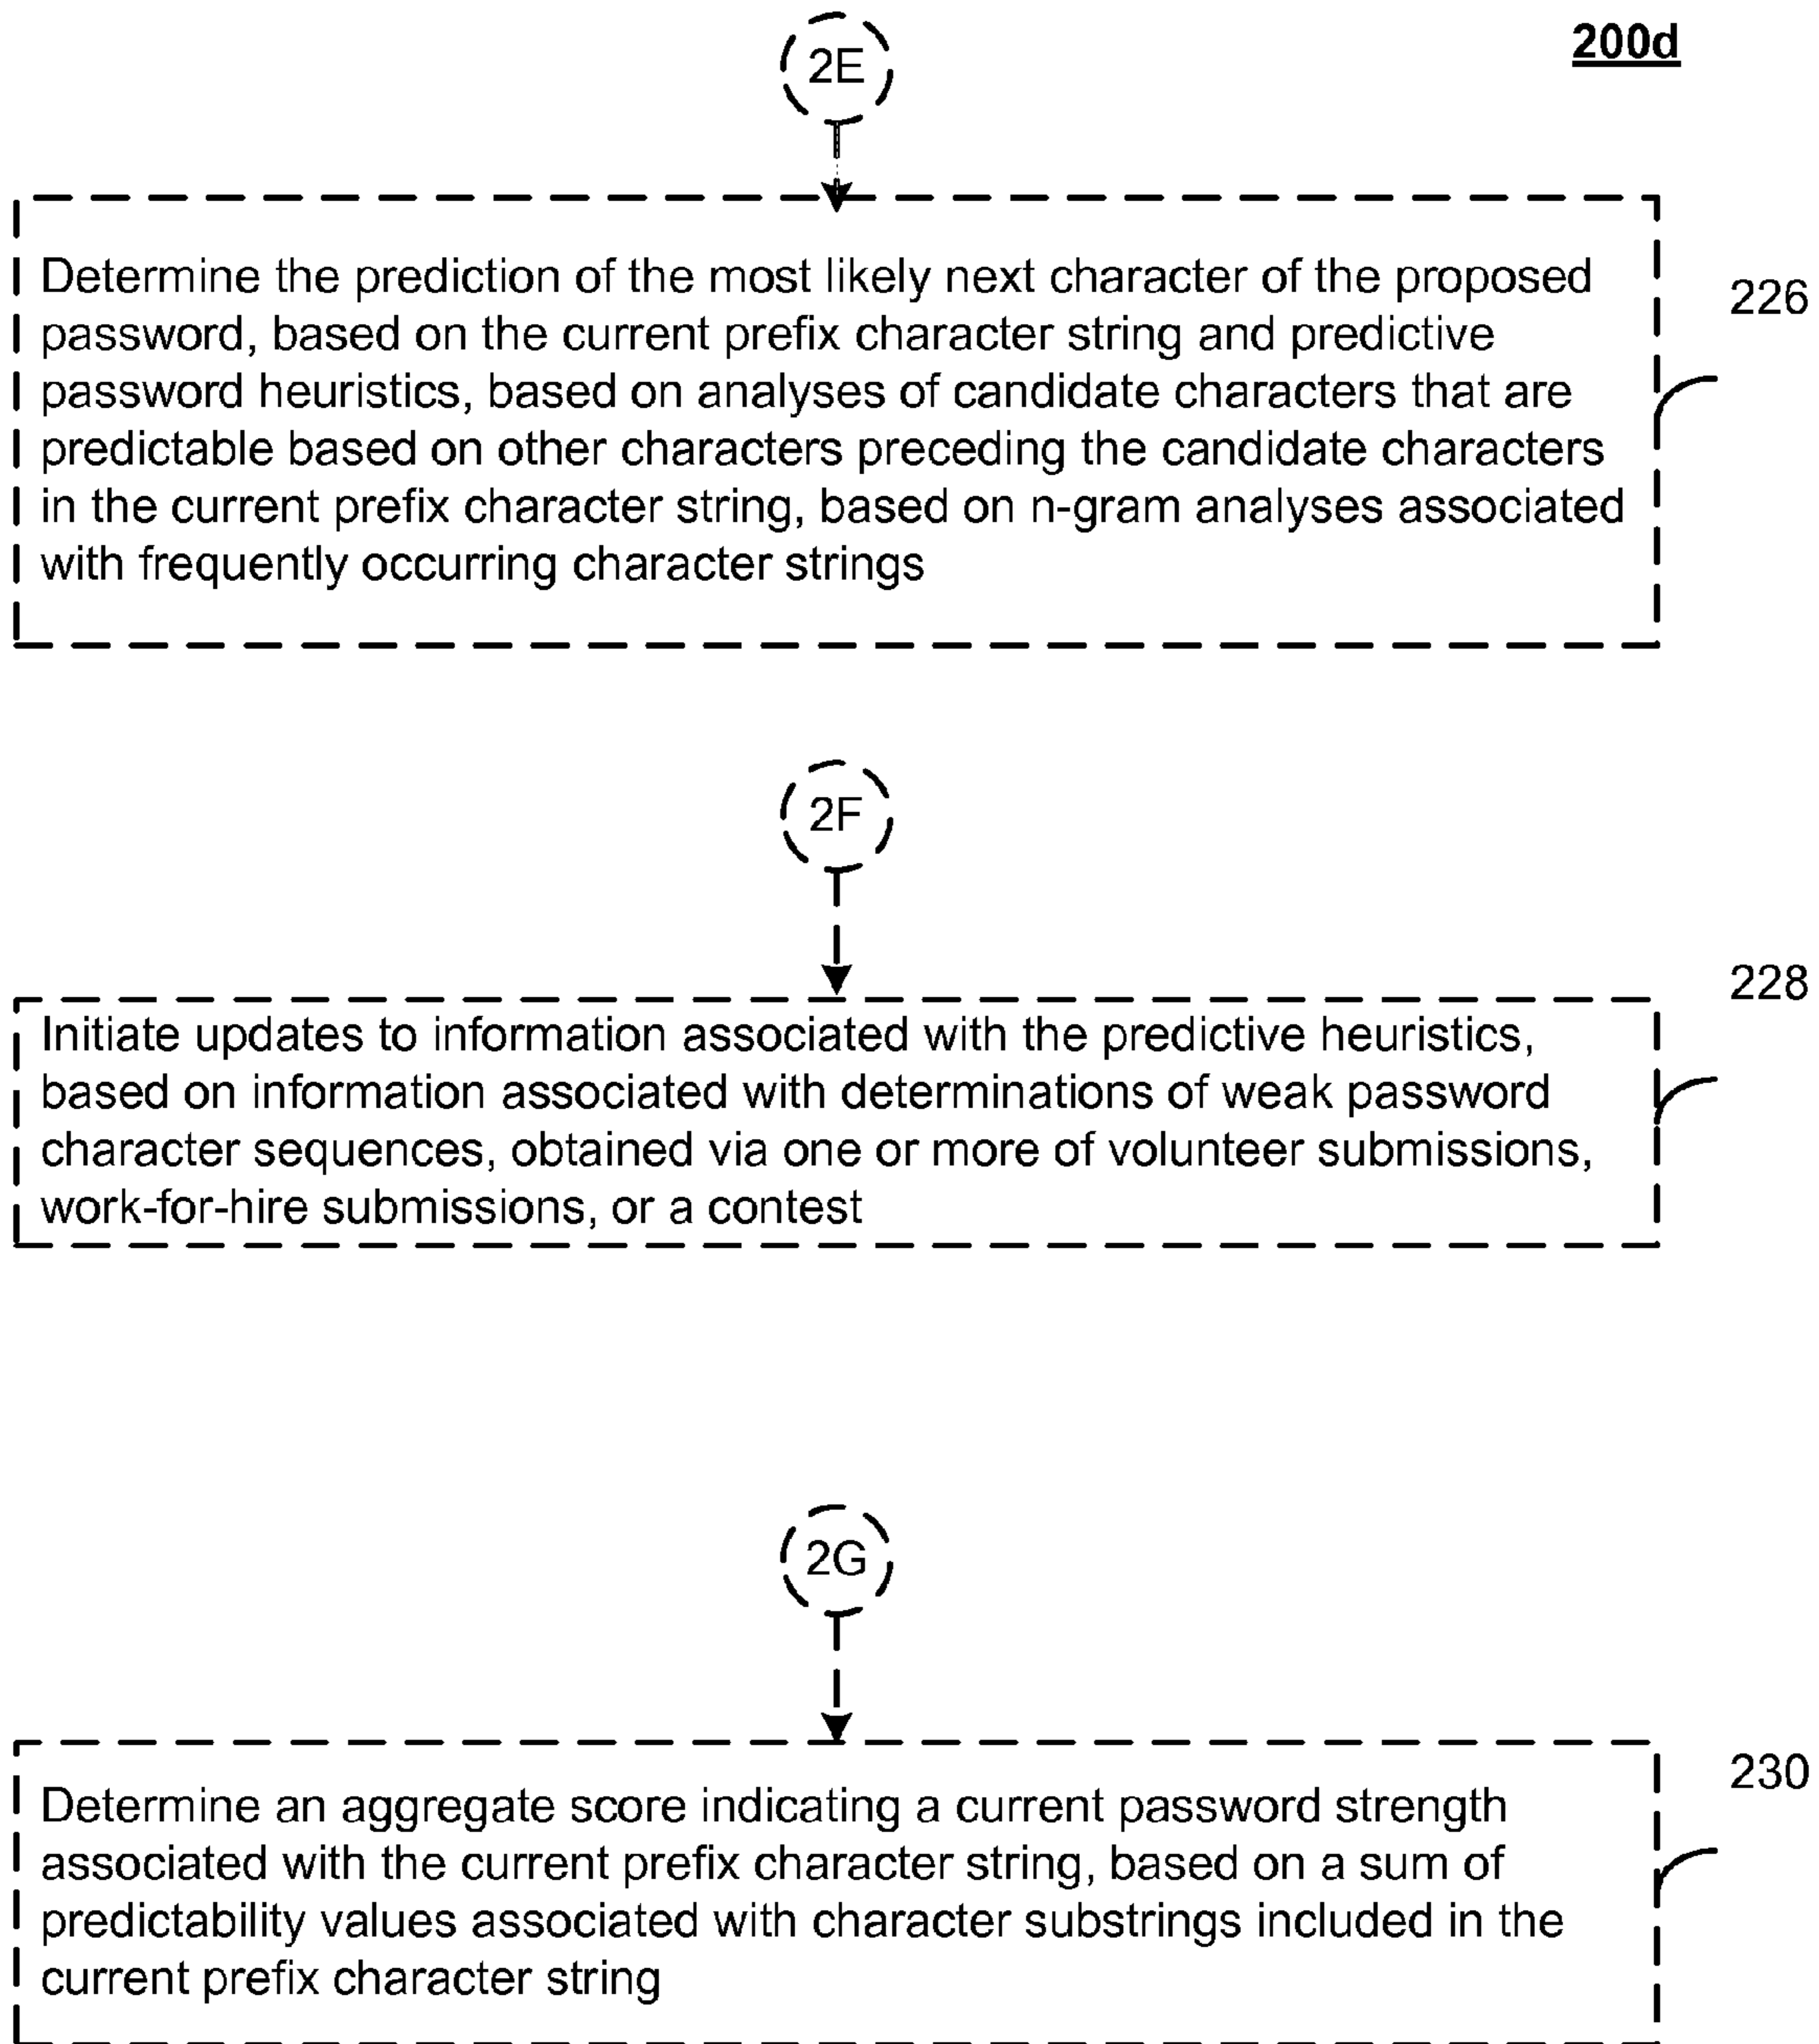 200d
2E
226
Determine the prediction of the most likely next character of the proposed
password, based on the current prefix character string and predictive
password heuristics, based on analyses of candidate characters that are
predictable based on other characters preceding the candidate characters
in the current prefix character string, based on n-gram analyses associated
with frequently occurring character strings
2F
228
Initiate updates to information associated with the predictive heuristics,
based on information associated with determinations of weak password
character sequences, obtained via one or more of volunteer submissions,
work-for-hire submissions, or a contest
2G
230
Determine an aggregate score indicating a current password strength
associated with the current prefix character string, based on a sum of
predictability values associated with character substrings included in the
current prefix character string